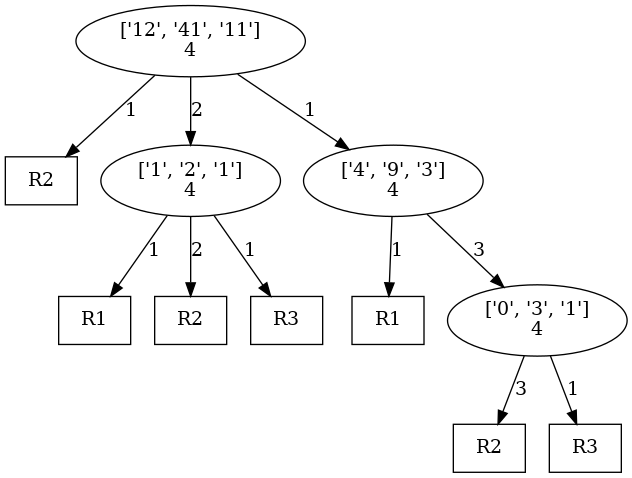 ['12', '41', '11']
4
1
2
1
R2
['1', '2', '1']
4
['4', '9', '3']
4
1
2
1
1
3
R1
R2
R3
R1
['0', '3', '1']
4
3
1
R2
R3